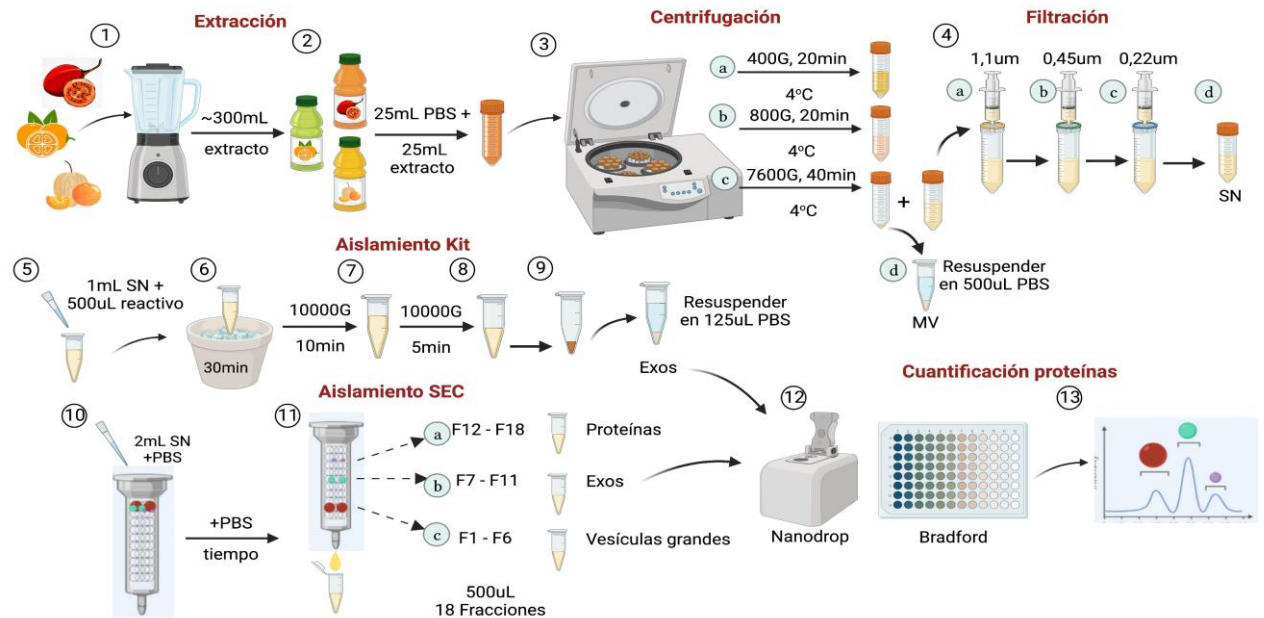 Extracción
1
2
~300mL
extracto
25mL PBS +
25mL
extracto
Centrifugación
3
a
400G, 20min
4°C
b
800G, 20min
4°C
c
7600G, 40min
4°C
+
d
Resuspender
en 500uL PBS
MV
Filtración
4
1,1um
0,45um
0,22um
a
b
c
d
SN
Aislamiento Kit
5
1mL SN +
500uL reactivo
6
30min
10000G
10min
7
10000G
5min
8
9
Resuspender
en 125uL PBS
Exos
Aislamiento SEC
10
2mL SN
+PBS
+PBS
tiempo
11
a
F12 - F18
Proteínas
b
F7 - F11
Exos
c
F1 - F6
Vesículas grandes
500uL
18 Fracciones
Cuantificación proteínas
12
Nanodrop
Bradford
13